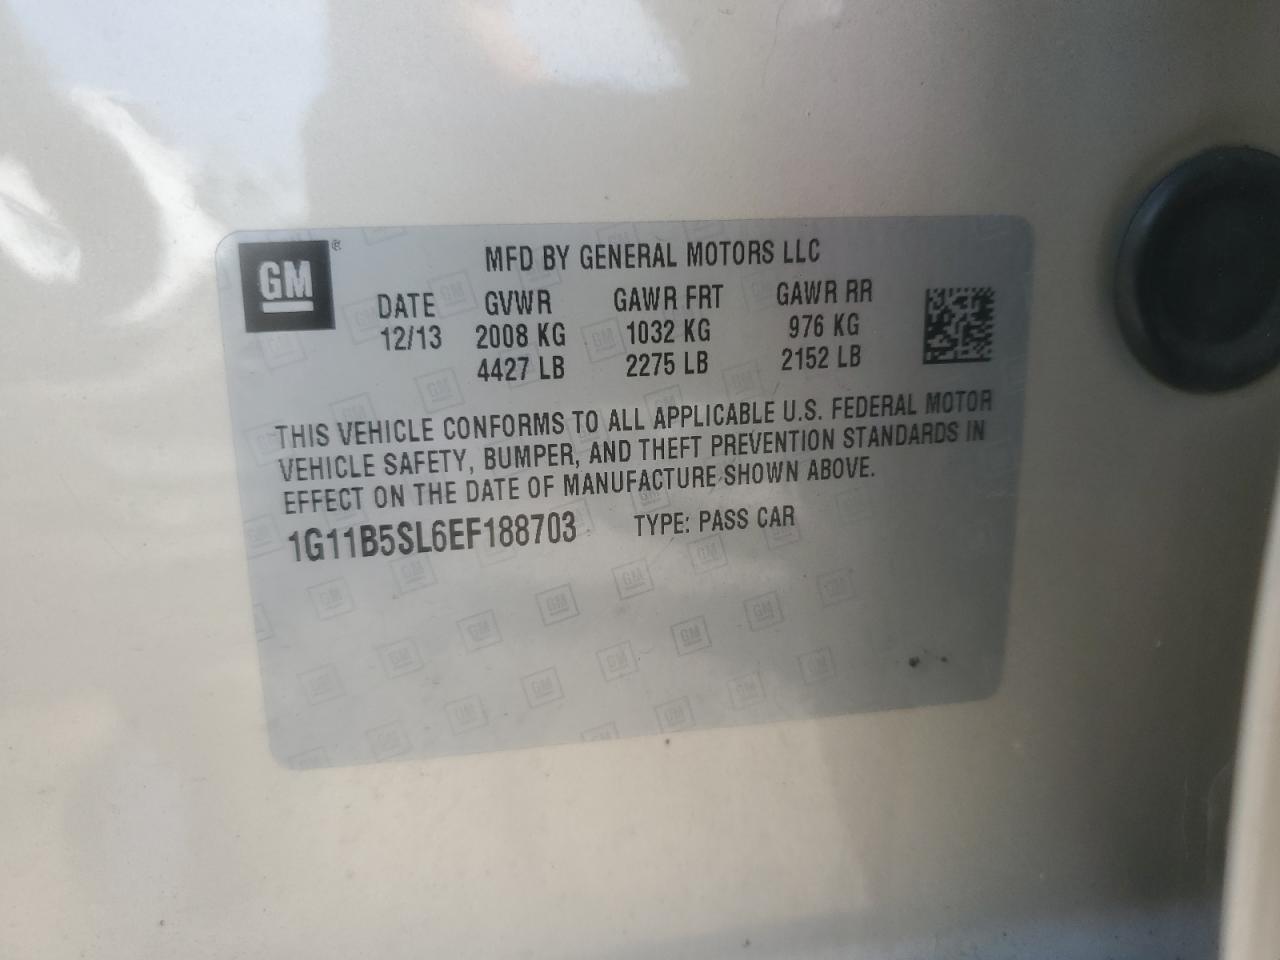 GM®
MFD BY GENERAL MOTORS LLC
DATE GVWR GAWR FRT GAWR RR
12/13 2008 KG 1032 KG 976 KG
4427 LB 2275 LB 2152 LB
THIS VEHICLE CONFORMS TO ALL APPLICABLE U.S. FEDERAL MOTOR
VEHICLE SAFETY, BUMPER, AND THEFT PREVENTION STANDARDS IN
EFFECT ON THE DATE OF MANUFACTURE SHOWN ABOVE.
1G11B5SL6EF188703 TYPE: PASS CAR